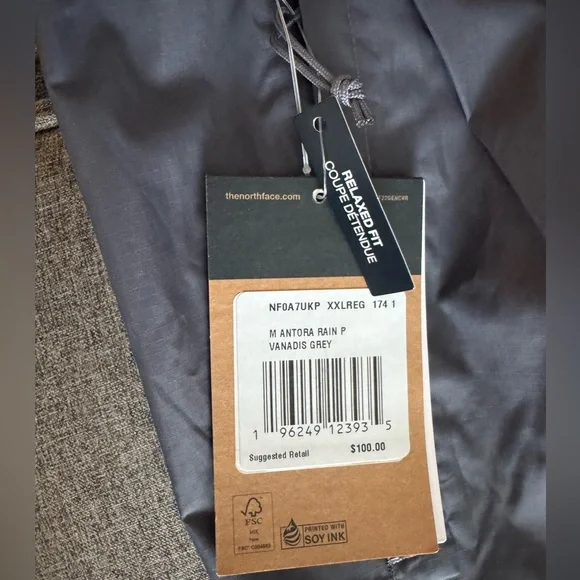 RELAXED FIT
COUPE DÉTENDUE
thenorthface.com
NF0A7UKP XXLREG 174 1
M ANTORA RAIN P
VANADIS GREY
1 96249 12393 5
Suggested Retail $100.00
FSC
MIX
PRINTED WITH
SOY INK